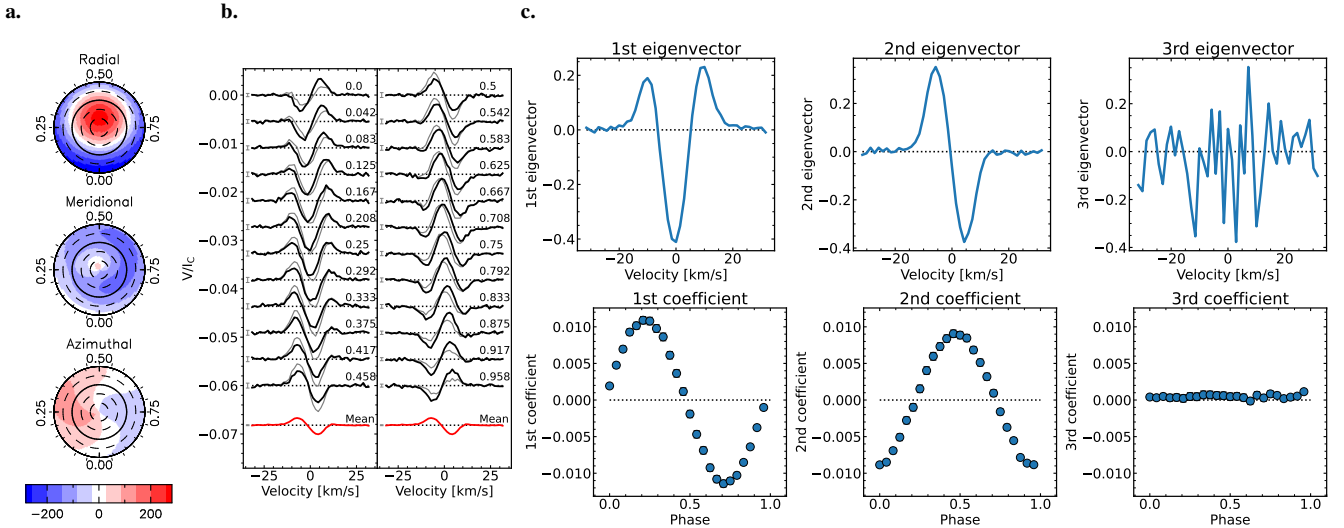 a.
Radial
0.50
0.25
0.75
0.00
Meridional
0.50
0.25
0.75
0.00
Azimuthal
0.50
0.25
0.75
0.00
−200
0
200
b.
V/I_C
0.00
−0.01
−0.02
−0.03
−0.04
−0.05
−0.06
−0.07
0.0
0.042
0.083
0.125
0.167
0.208
0.25
0.292
0.333
0.375
0.417
0.458
Mean
0.5
0.542
0.583
0.625
0.667
0.708
0.75
0.792
0.833
0.875
0.917
0.958
Mean
−25 0 25
−25 0 25
Velocity [km/s]
Velocity [km/s]
c.
1st eigenvector
1st eigenvector
0.2
0.0
−0.2
−0.4
−20 0 20
Velocity [km/s]
2nd eigenvector
2nd eigenvector
0.2
0.0
−0.2
−0.4
−20 0 20
Velocity [km/s]
3rd eigenvector
3rd eigenvector
0.2
0.0
−0.2
−0.4
−20 0 20
Velocity [km/s]
1st coefficient
1st coefficient
0.010
0.005
0.000
−0.005
−0.010
0.0 0.5 1.0
Phase
2nd coefficient
2nd coefficient
0.010
0.005
0.000
−0.005
−0.010
0.0 0.5 1.0
Phase
3rd coefficient
3rd coefficient
0.010
0.005
0.000
−0.005
−0.010
0.0 0.5 1.0
Phase